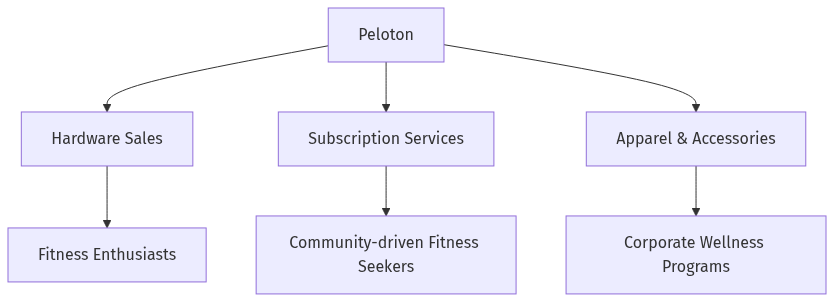 Peloton
Hardware Sales
Subscription Services
Apparel & Accessories
Fitness Enthusiasts
Community-driven Fitness
Seekers
Corporate Wellness
Programs